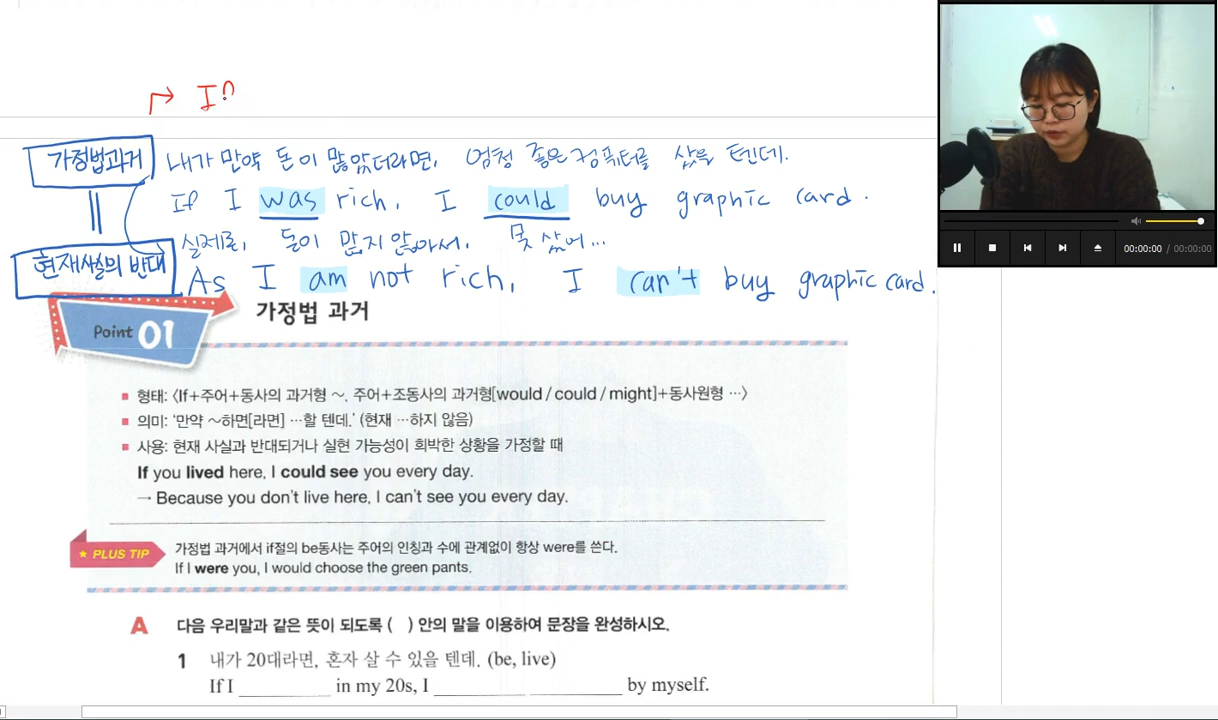 → I
가정법과거 내가 만약 돈이 많았더라면, 엄청 좋은 컴퓨터를 샀을 텐데.
If I was rich, I could buy graphic card.
실제로, 돈이 많지 않아서, 못 샀어...
현재사실의 반대 As I am not rich, I can't buy graphic card.
Point 01 가정법 과거
형태: 〈If+주어+동사의 과거형 ~, 주어+조동사의 과거형[would / could / might]+동사원형 …〉
의미: '만약 ~하면[라면] …할 텐데.' (현재 …하지 않음)
사용: 현재 사실과 반대되거나 실현 가능성이 희박한 상황을 가정할 때
If you lived here, I could see you every day.
→ Because you don't live here, I can't see you every day.
★ PLUS TIP 가정법 과거에서 if절의 be동사는 주어의 인칭과 수에 관계없이 항상 were를 쓴다.
If I were you, I would choose the green pants.
A 다음 우리말과 같은 뜻이 되도록 ( ) 안의 말을 이용하여 문장을 완성하시오.
1 내가 20대라면, 혼자 살 수 있을 텐데. (be, live)
If I ________ in my 20s, I ________ ________ by myself.
00:00:00 / 00:00:00